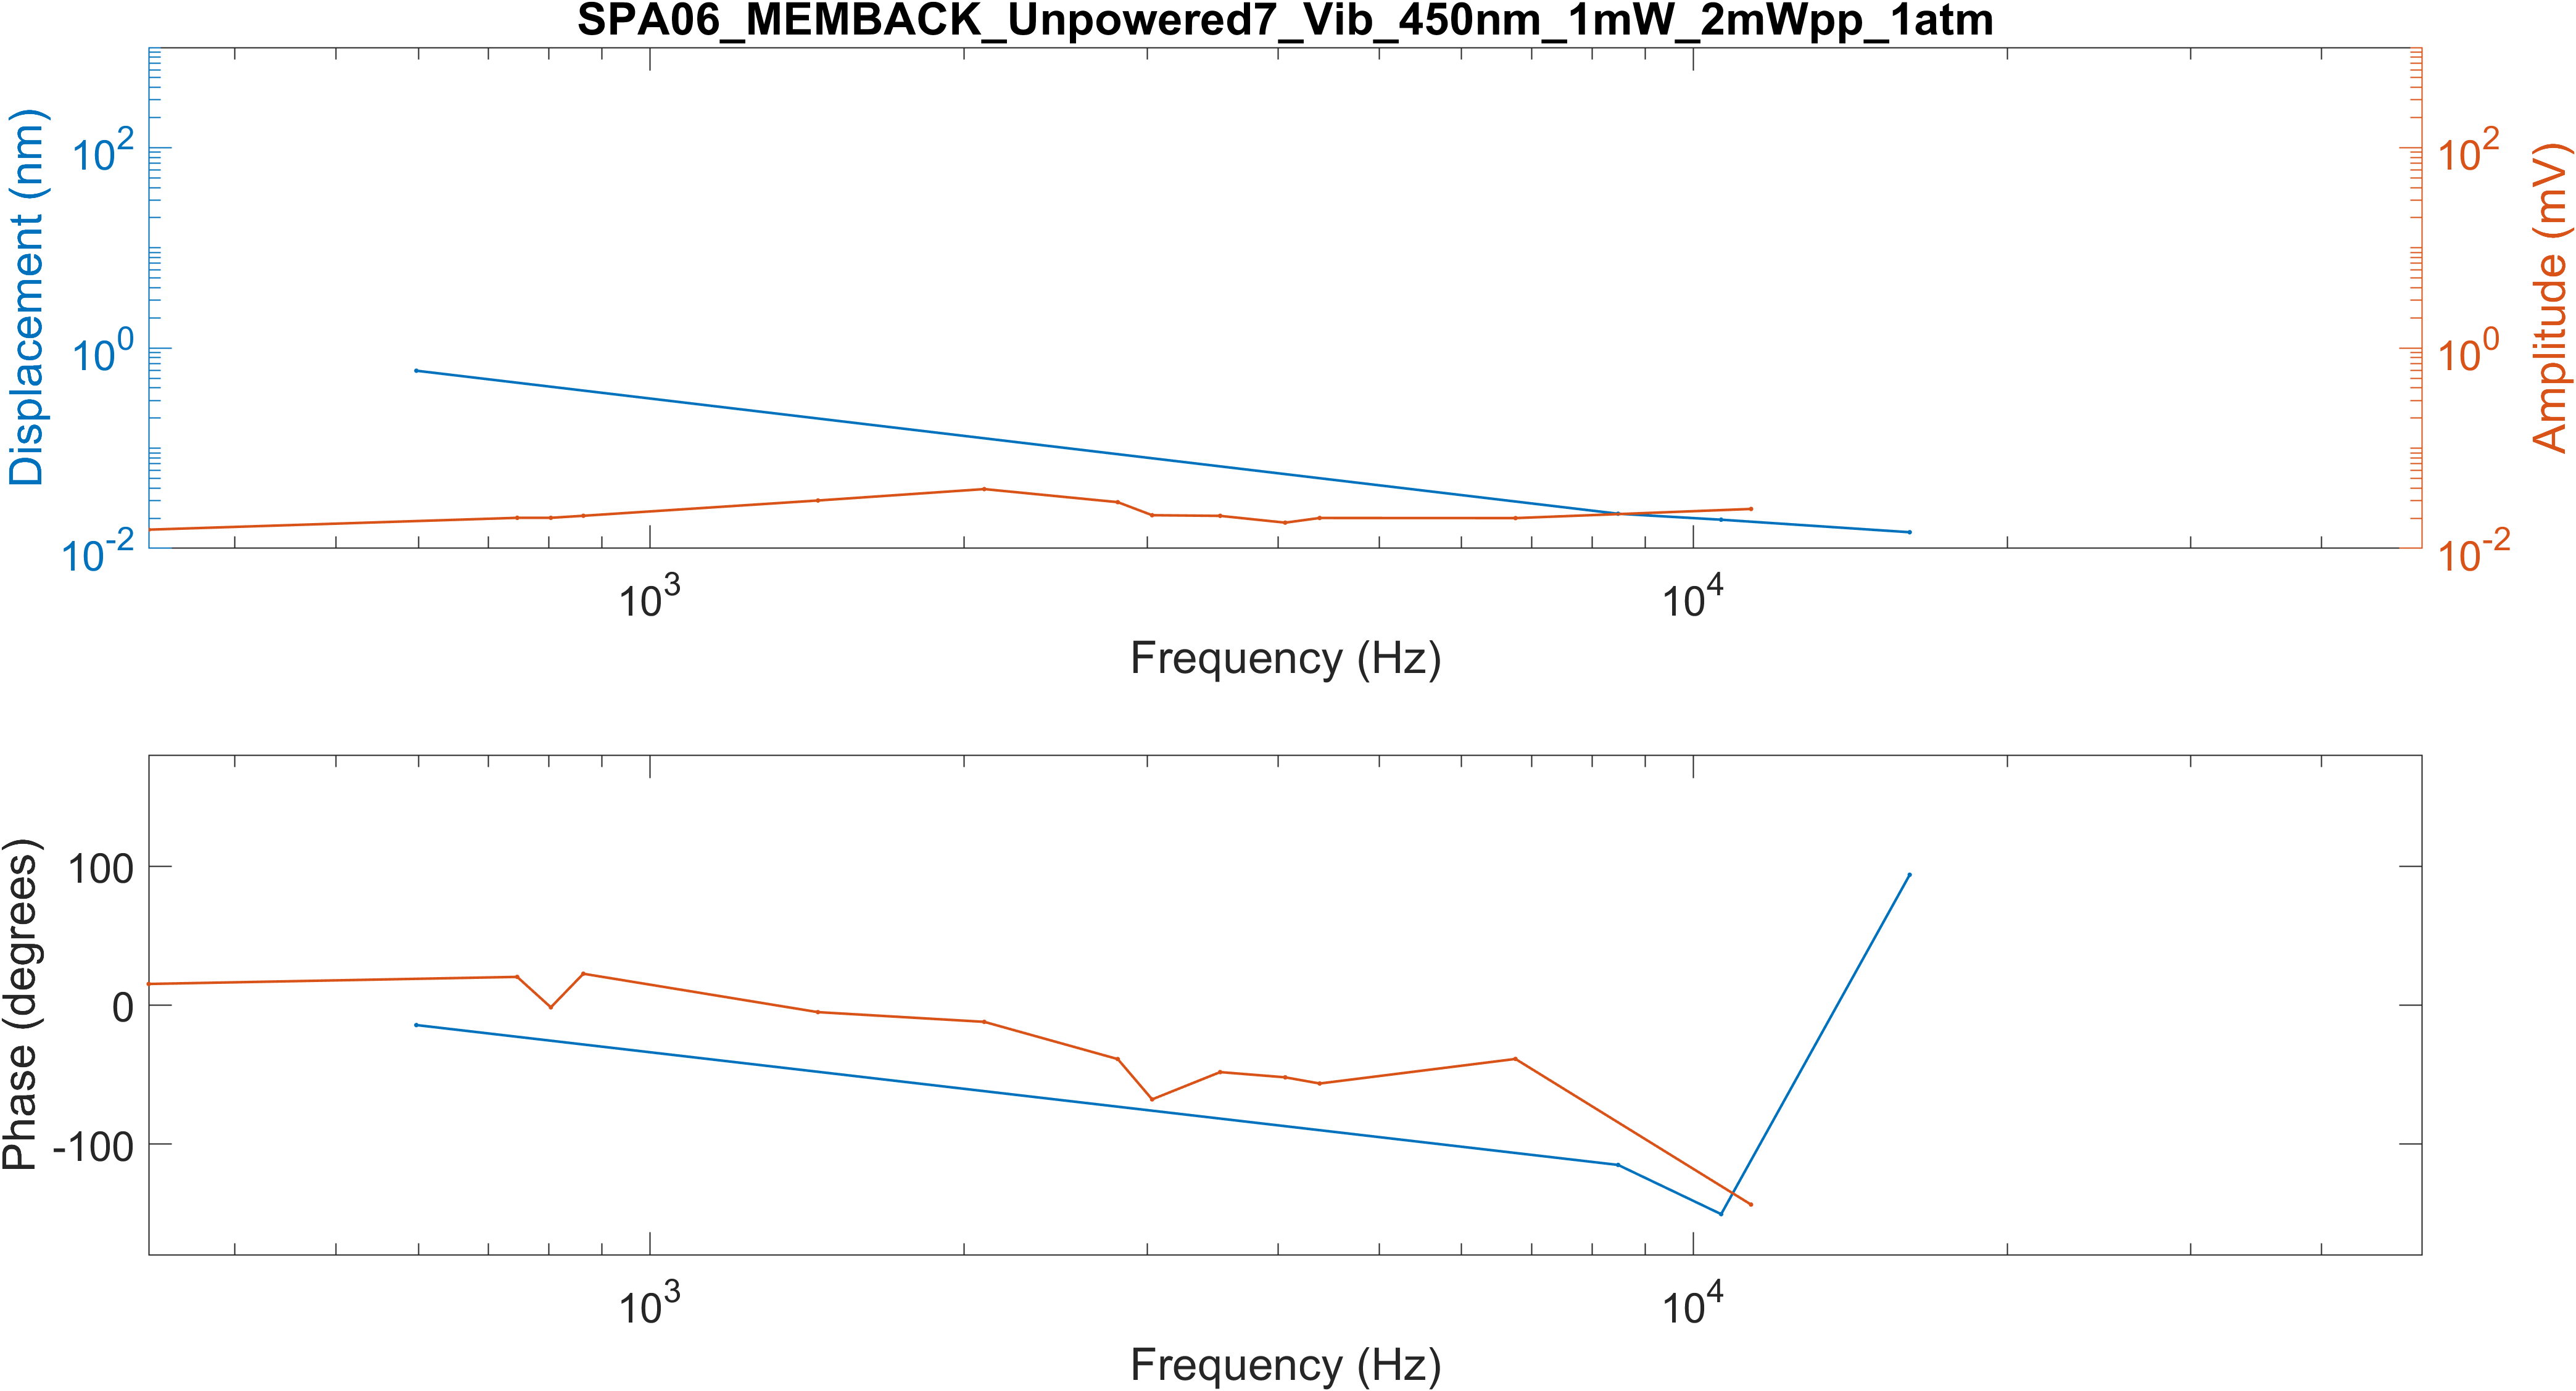 SPA06_MEMBACK_Unpowered7_Vib_450nm_1mW_2mWpp_1atm
Displacement (nm)
10^2
10^0
10^-2
10^2
10^0
10^-2
Amplitude (mV)
10^3
10^4
Frequency (Hz)
Phase (degrees)
100
0
-100
10^3
10^4
Frequency (Hz)